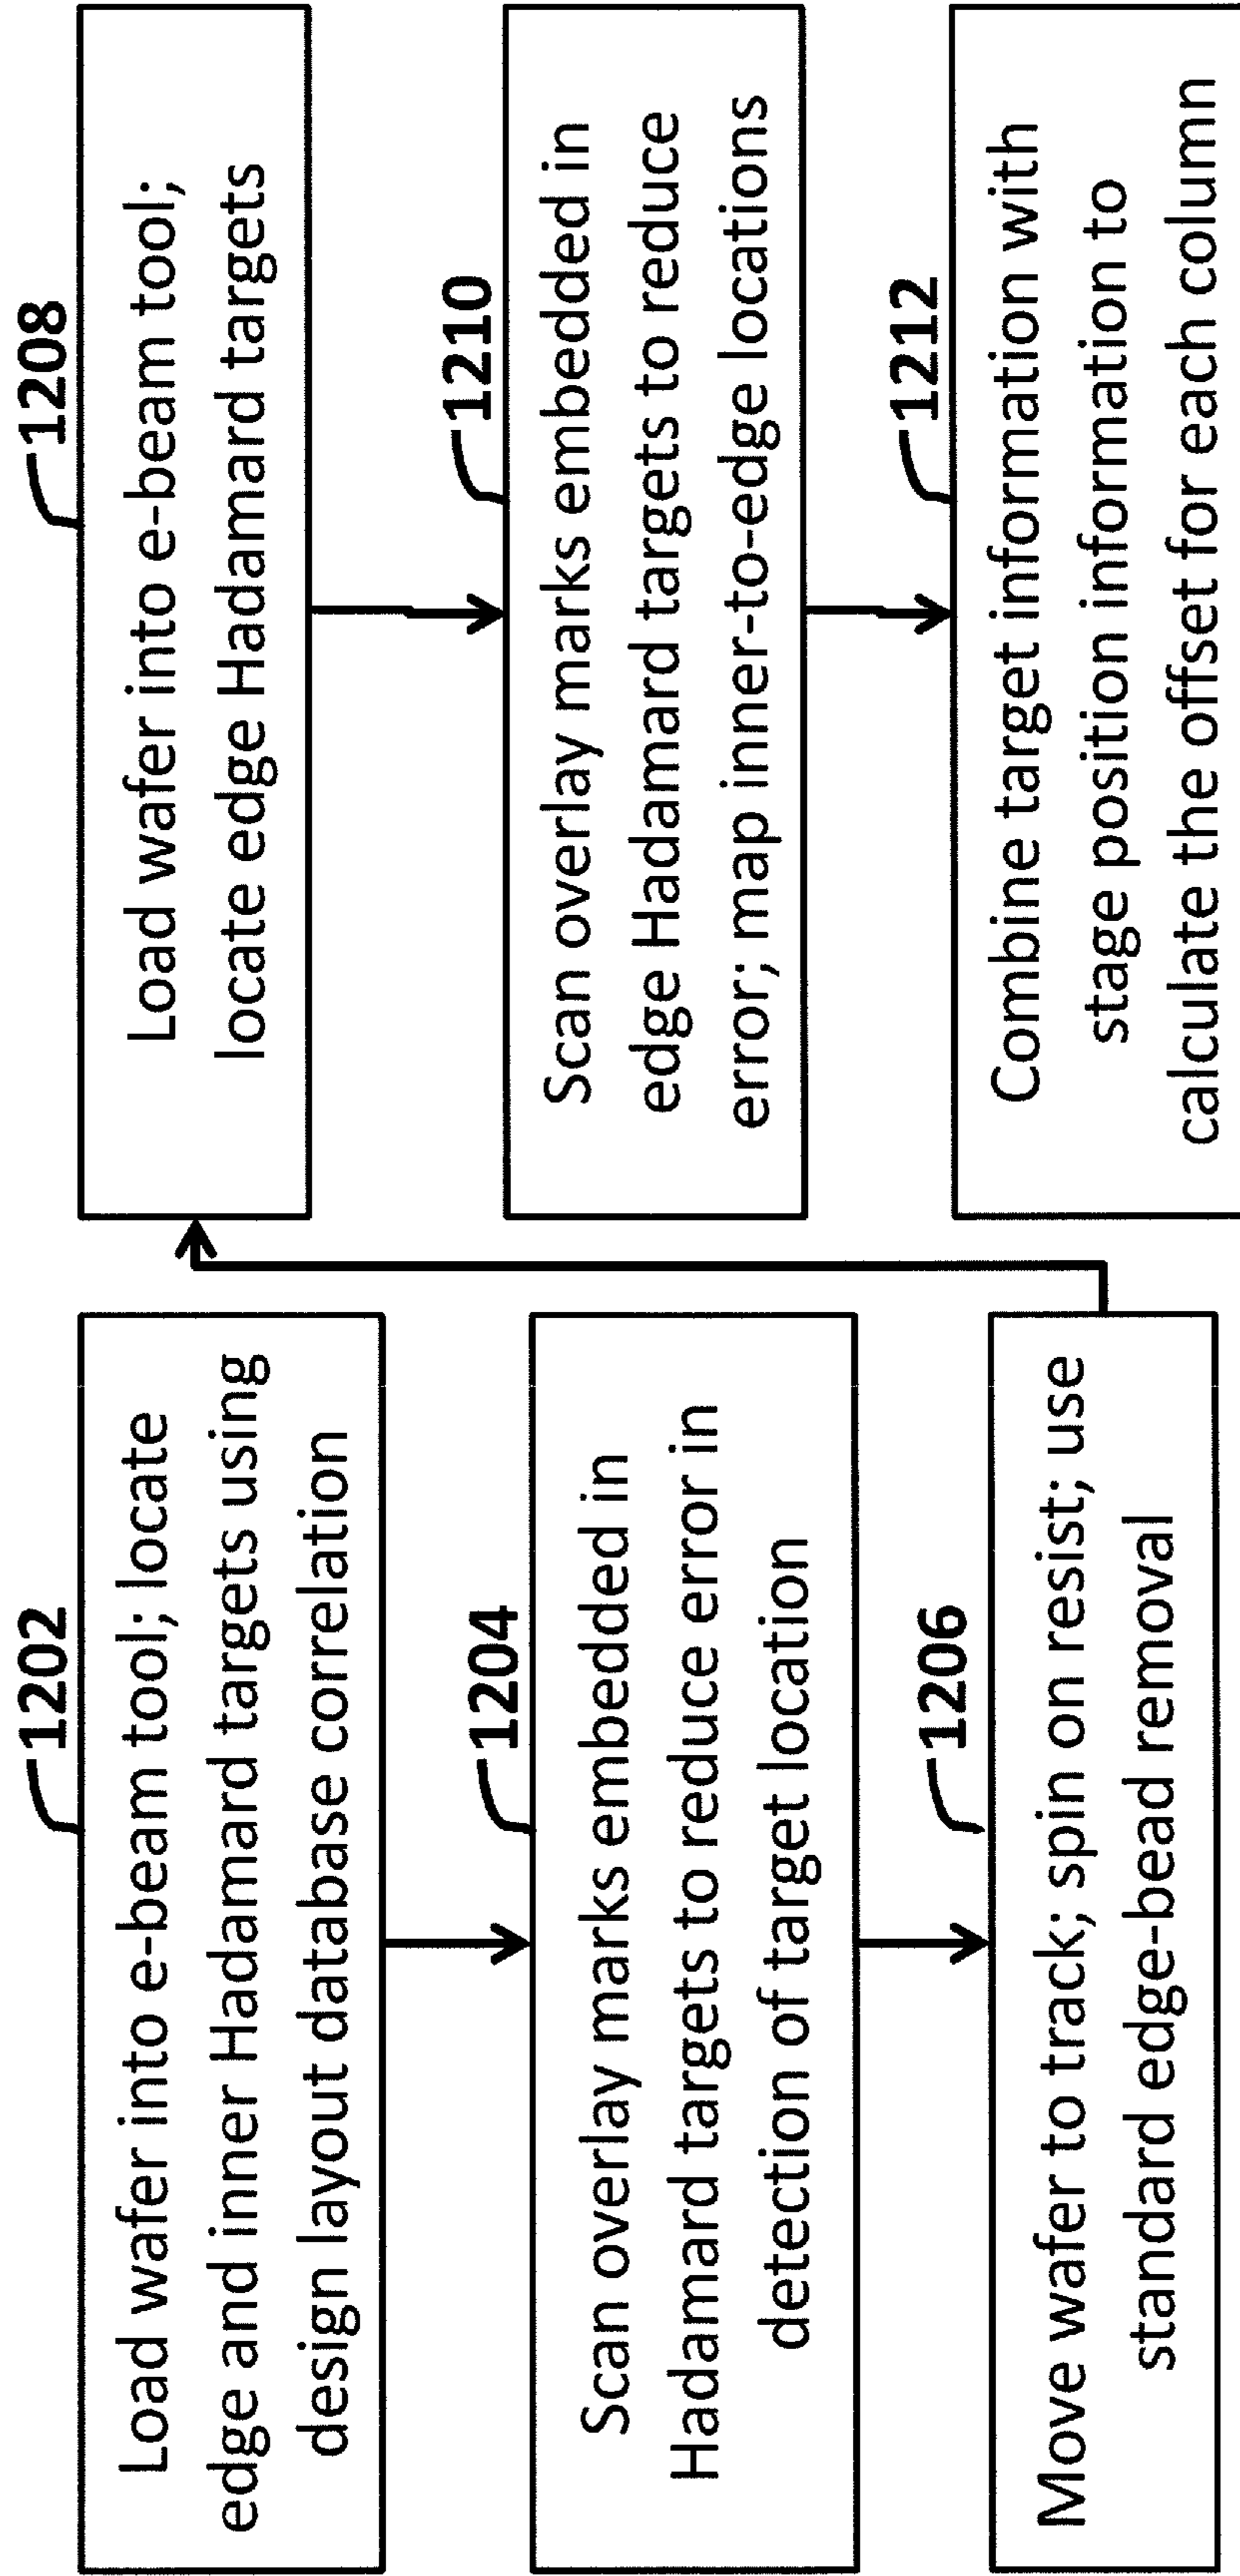 1202
Load wafer into e-beam tool; locate
edge and inner Hadamard targets using
design layout database correlation
1204
Scan overlay marks embedded in
Hadamard targets to reduce error in
detection of target location
1206
Move wafer to track; spin on resist; use
standard edge-bead removal
1208
Load wafer into e-beam tool;
locate edge Hadamard targets
1210
Scan overlay marks embedded in
edge Hadamard targets to reduce
error; map inner-to-edge locations
1212
Combine target information with
stage position information to
calculate the offset for each column